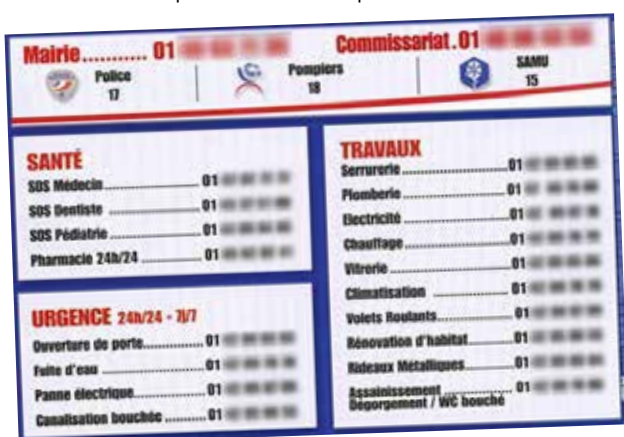 Mairie........... 01
Commissariat.01
Police
17
Pompiers
18
SAMU
15
SANTÉ
SOS Médecin........................ 01
SOS Dentiste ...................... 01
SOS Pédiatrie...................... 01
Pharmacie 24h/24 ............... 01
URGENCE 24h/24 - 7j/7
Ouverture de porte............... 01
Fuite d'eau ........................... 01
Panne électrique................... 01
Canalisation bouchée .......... 01
TRAVAUX
Serrurerie ...........................01
Plomberie ...........................01
Electricité ...........................01
Chauffage...........................01
Vitrerie ..............................01
Climatisation ....................01
Volets Roulants..................01
Rénovation d'habitat...........01
Rideaux Métalliques............01
Assainissement .................. 01
Dégorgement / WC bouché